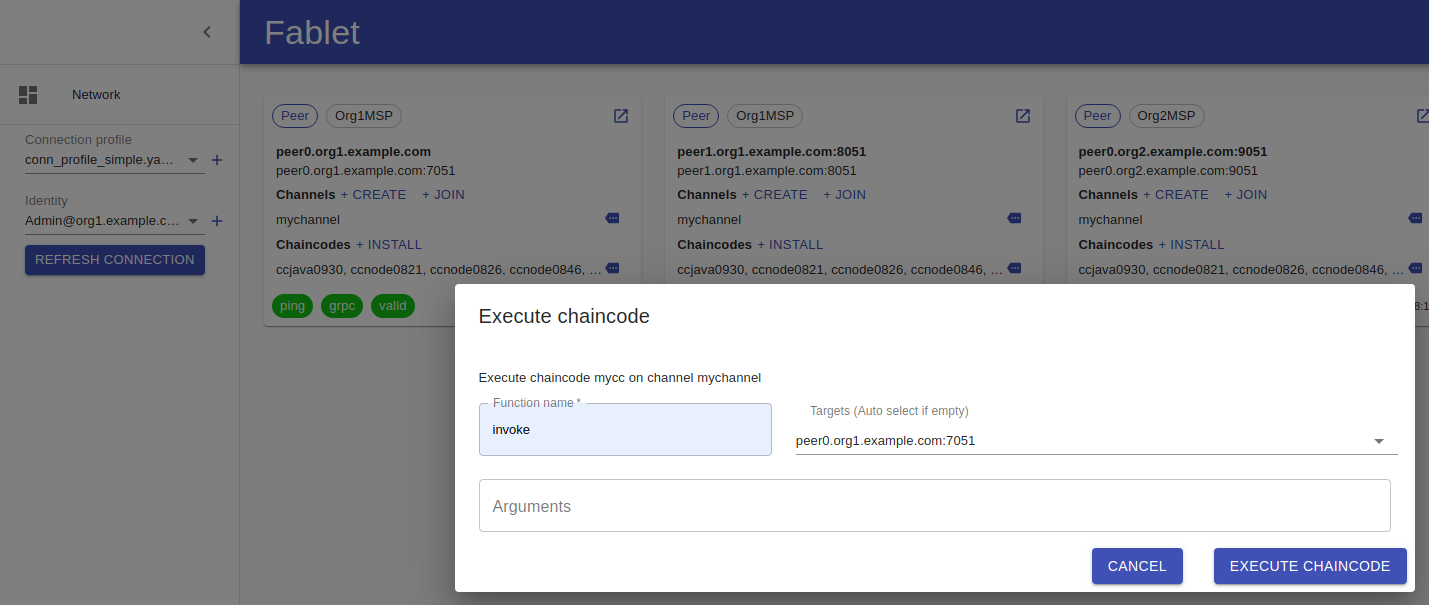 Fablet
Network
Connection profile
conn_profile_simple.ya...
+
Identity
Admin@org1.example.c...
+
REFRESH CONNECTION
Peer
Org1MSP
peer0.org1.example.com
peer0.org1.example.com:7051
Channels + CREATE + JOIN
mychannel
Chaincodes + INSTALL
ccjava0930, ccnode0821, ccnode0826, ccnode0846, ...
ping
grpc
valid
Peer
Org1MSP
peer1.org1.example.com:8051
peer1.org1.example.com:8051
Channels + CREATE + JOIN
mychannel
Chaincodes + INSTALL
ccjava0930, ccnode0821, ccnode0826, ccnode0846, ...
Peer
Org2MSP
peer0.org2.example.com:9051
peer0.org2.example.com:9051
Channels + CREATE + JOIN
mychannel
Chaincodes + INSTALL
ccjava0930, ccnode0821, ccnode0826, ccnode0846, ...
Execute chaincode
Execute chaincode mycc on channel mychannel
Function name *
invoke
Targets (Auto select if empty)
peer0.org1.example.com:7051
Arguments
CANCEL
EXECUTE CHAINCODE